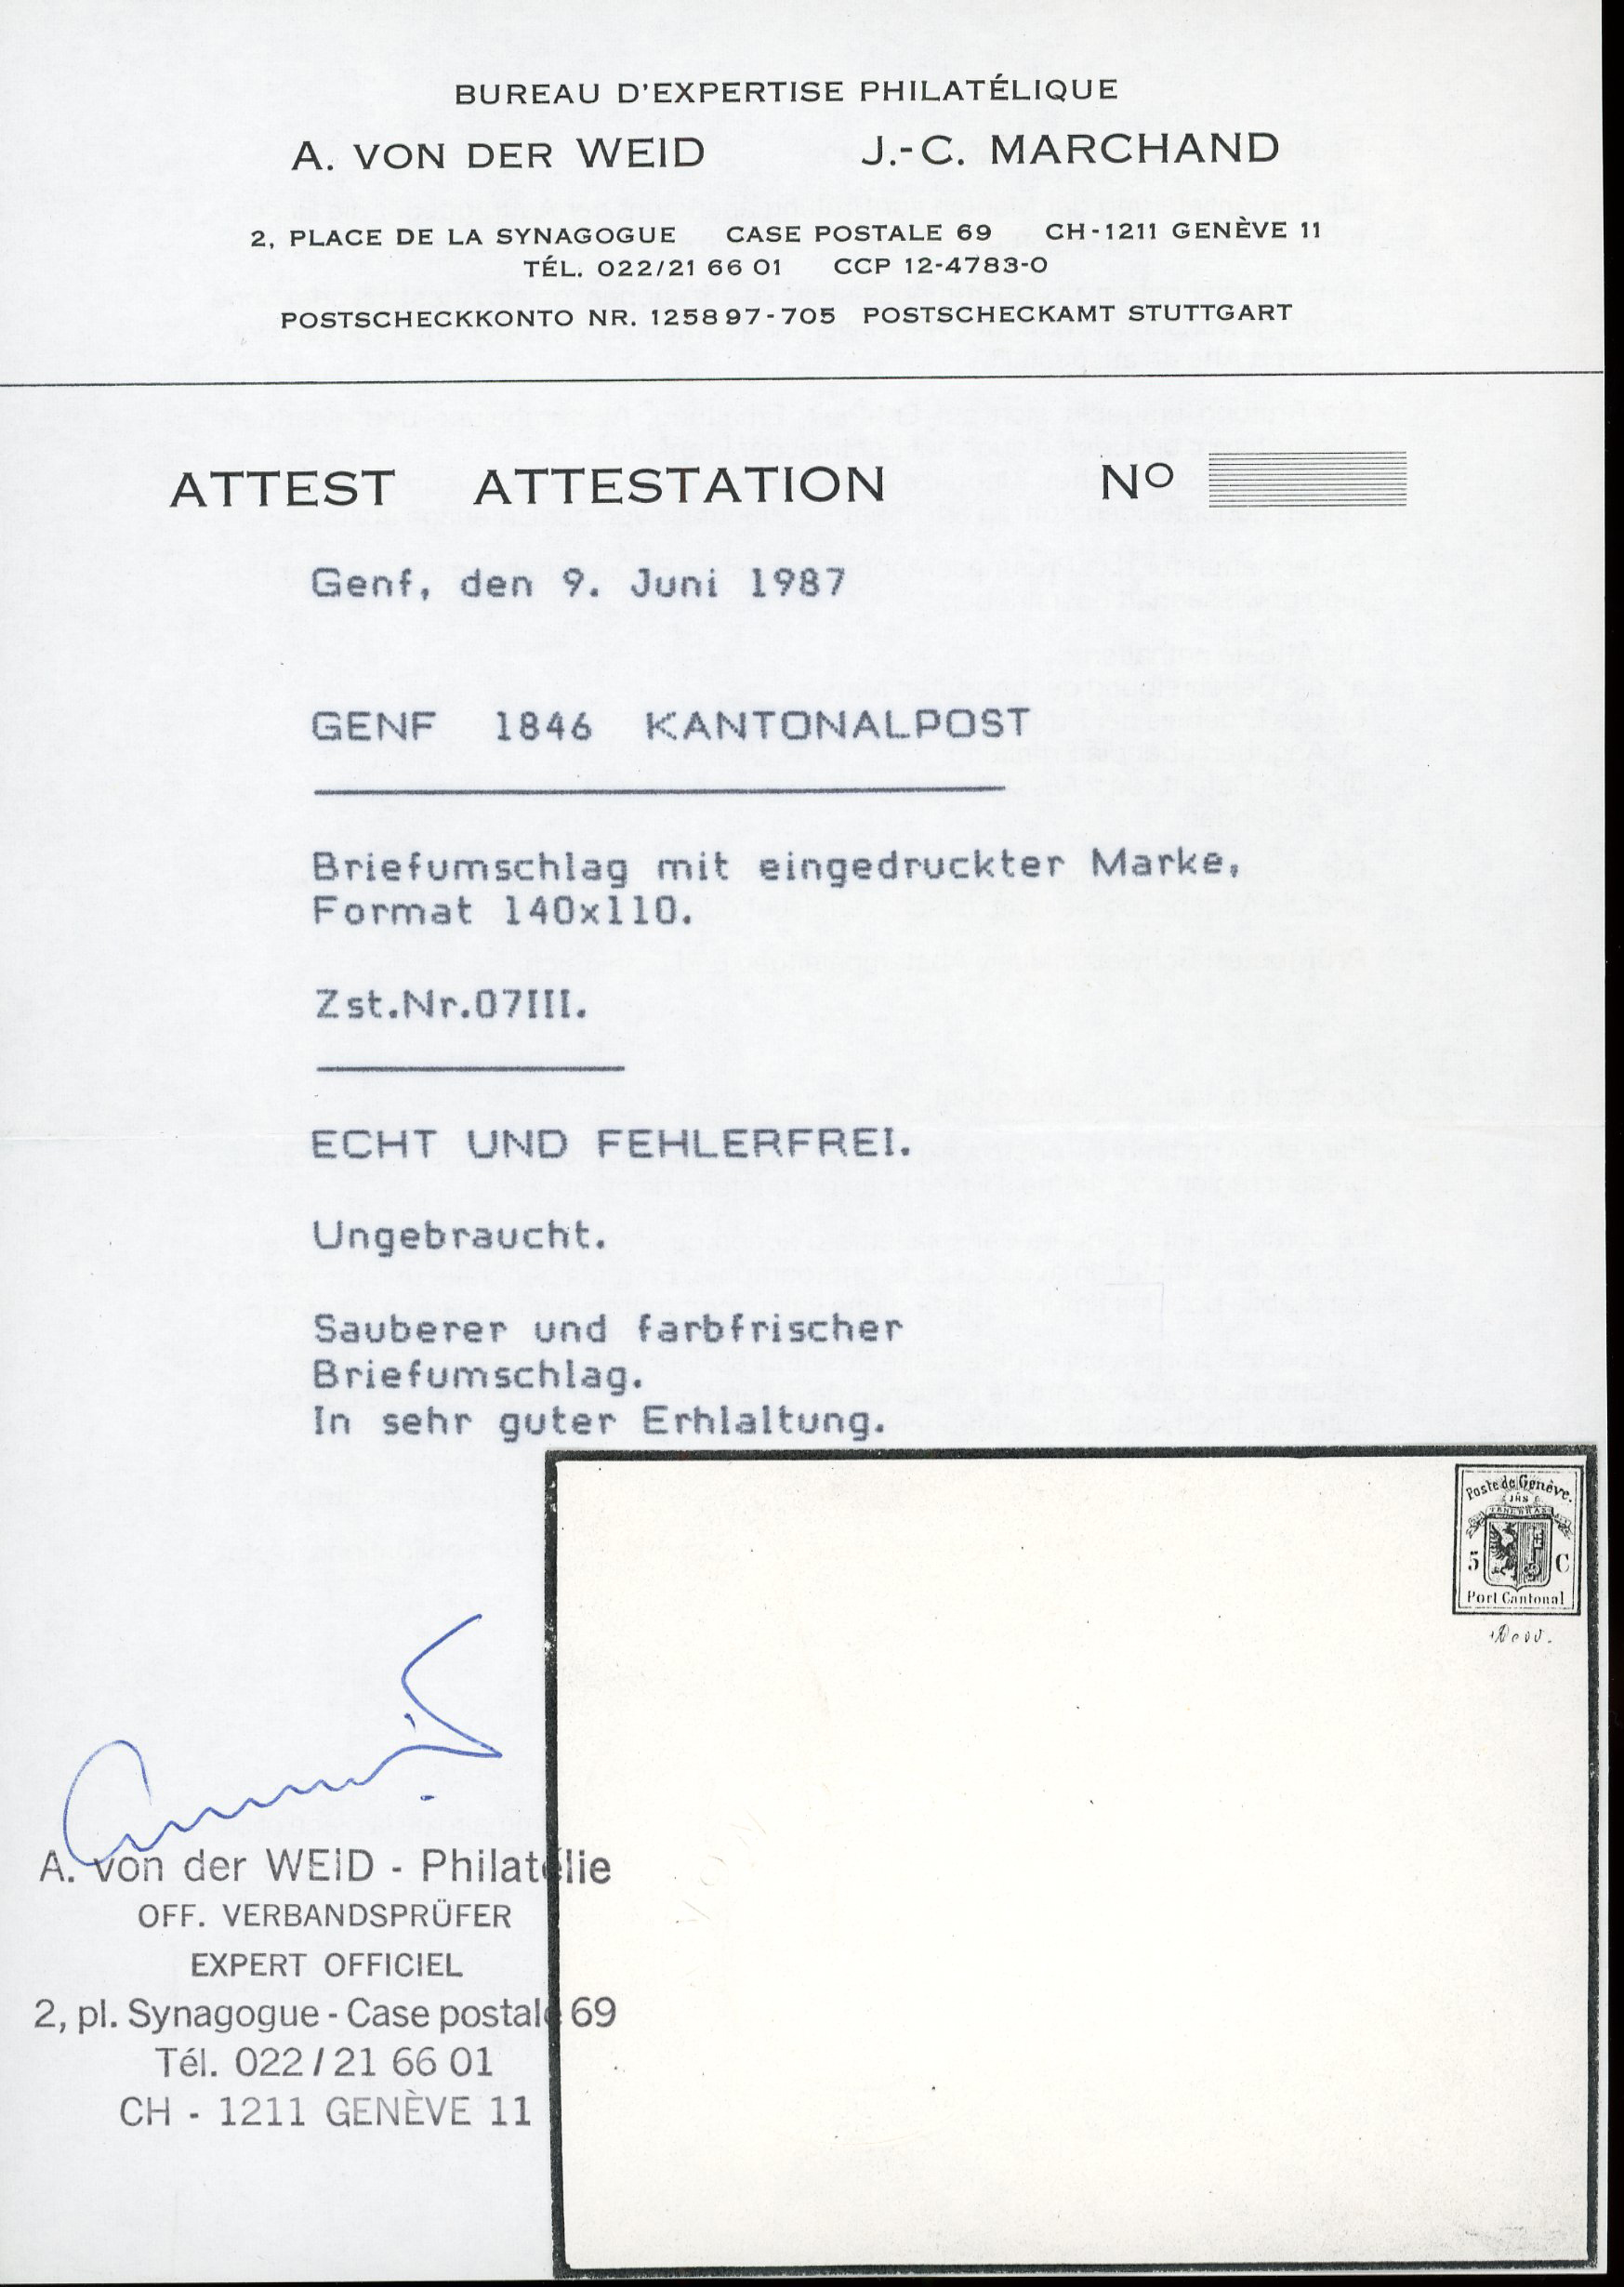 BUREAU D'EXPERTISE PHILATÉLIQUE
A. VON DER WEID J.-C. MARCHAND
2, PLACE DE LA SYNAGOGUE CASE POSTALE 69 CH-1211 GENÈVE 11
TÉL. 022/21 66 01 CCP 12-4783-0
POSTSCHECKKONTO NR. 125897-705 POSTSCHECKAMT STUTTGART
ATTEST ATTESTATION Nº
Genf, den 9. Juni 1987
GENF 1846 KANTONALPOST
Briefumschlag mit eingedruckter Marke,
Format 140x110.
Zst.Nr.07III.
ECHT UND FEHLERFREI.
Ungebraucht.
Sauberer und farbfrischer
Briefumschlag.
In sehr guter Erhlaltung.
Poste de Genève.
TENEBRAS
5 C
Port Cantonal
A. von der WEID - Philatélie
OFF. VERBANDSPRÜFER
EXPERT OFFICIEL
2, pl. Synagogue - Case postale 69
Tél. 022/21 66 01
CH - 1211 GENÈVE 11